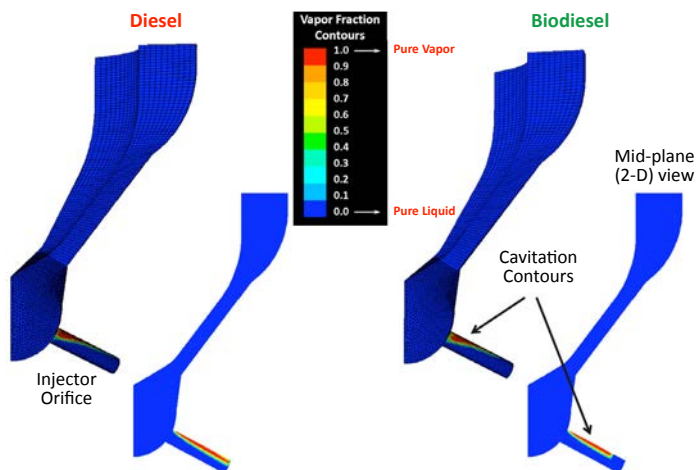 Diesel
Vapor Fraction
Contours
1.0
0.9
0.8
0.7
0.6
0.5
0.4
0.3
0.2
0.1
0.0
Pure Vapor
Pure Liquid
Biodiesel
Mid-plane
(2-D) view
Cavitation
Contours
Injector
Orifice